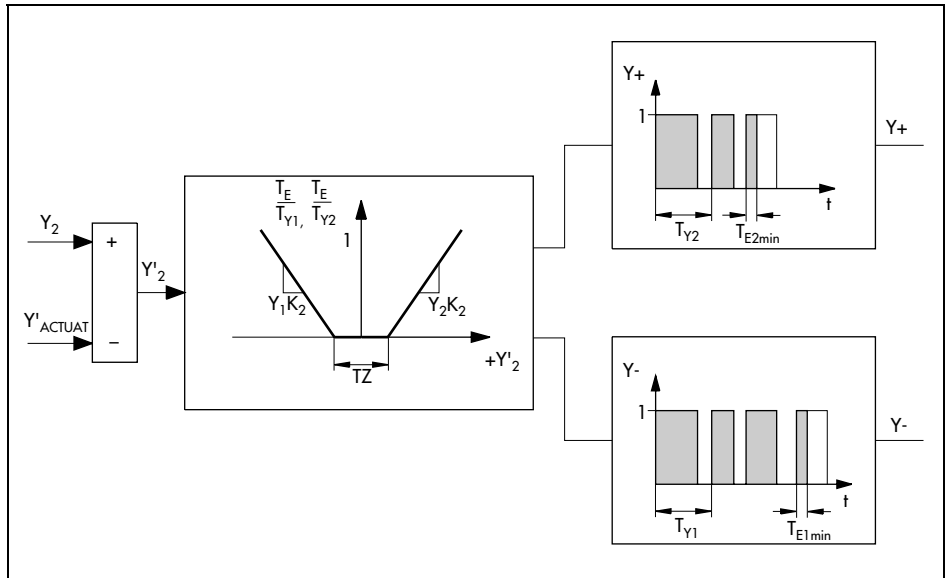 Y2
Y'ACTUAT
+
−
Y'2
TE/TY1, TE/TY2
1
Y1K2
Y2K2
TZ
+Y'2
Y+
1
t
TY2
TE2min
Y+
Y-
1
t
TY1
TE1min
Y-